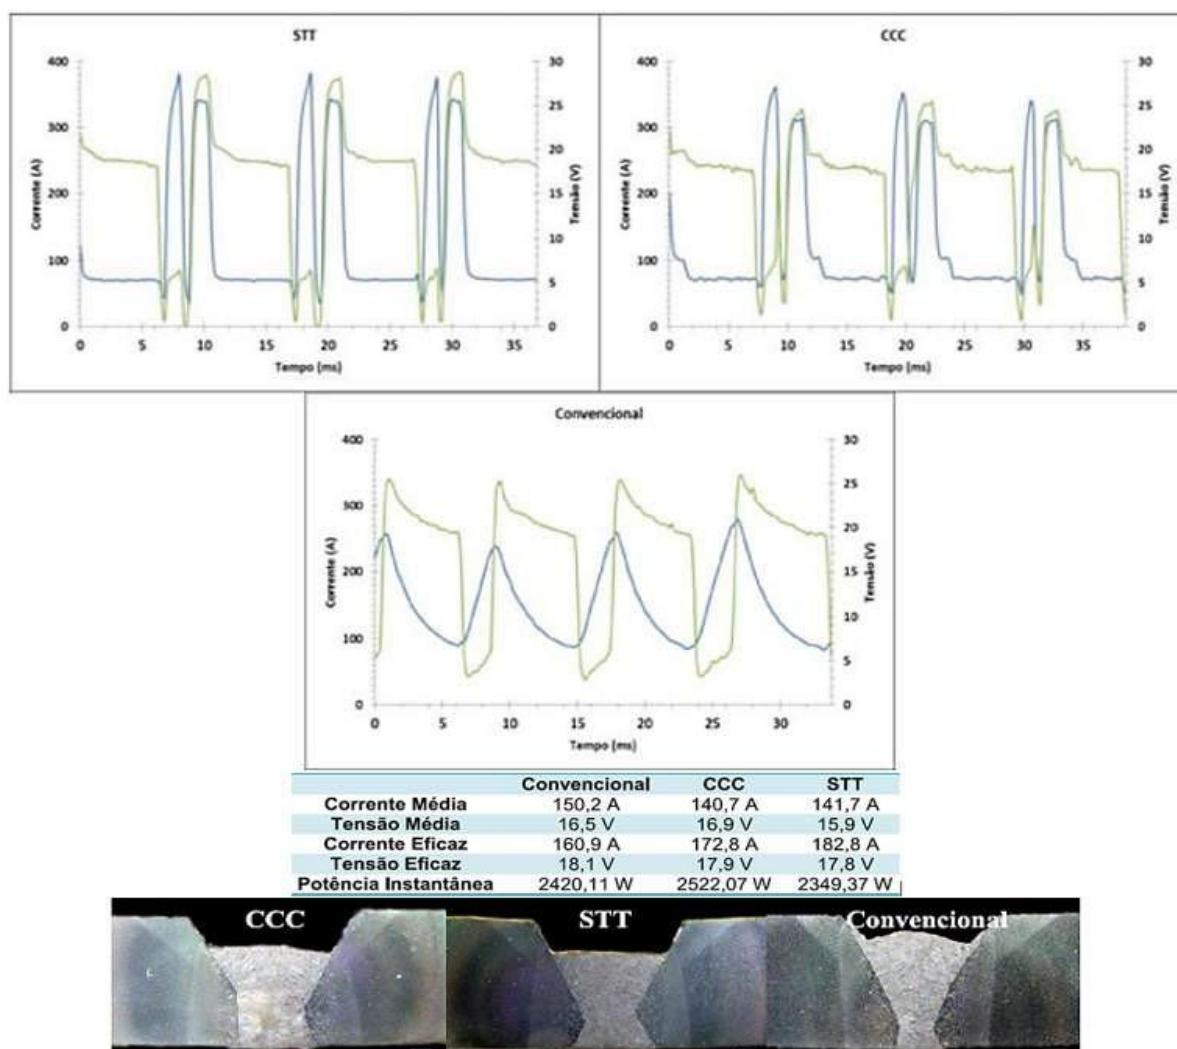 STT
400
300
200
100
0
Corrente (A)
30
25
20
15
10
5
0
Tensão (V)
0 5 10 15 20 25 30 35
Tempo (ms)
CCC
400
300
200
100
0
Corrente (A)
30
25
20
15
10
5
0
Tensão (V)
0 5 10 15 20 25 30 35
Tempo (ms)
Convencional
400
300
200
100
0
Corrente (A)
30
25
20
15
10
5
0
Tensão (V)
0 5 10 15 20 25 30
Tempo (ms)
Convencional CCC STT
Corrente Média 150,2 A 140,7 A 141,7 A
Tensão Média 16,5 V 16,9 V 15,9 V
Corrente Eficaz 160,9 A 172,8 A 182,8 A
Tensão Eficaz 18,1 V 17,9 V 17,8 V
Potência Instantânea 2420,11 W 2522,07 W 2349,37 W
CCC STT Convencional